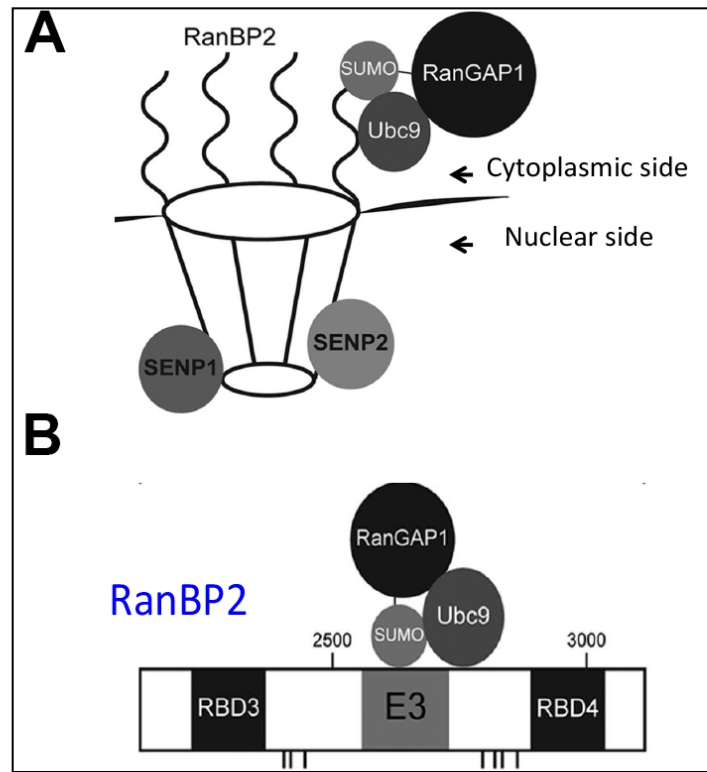 A
RanBP2
SUMO
RanGAP1
Ubc9
Cytoplasmic side
Nuclear side
SENP1
SENP2
B
RanGAP1
RanBP2
Ubc9
SUMO
2500
3000
RBD3
E3
RBD4